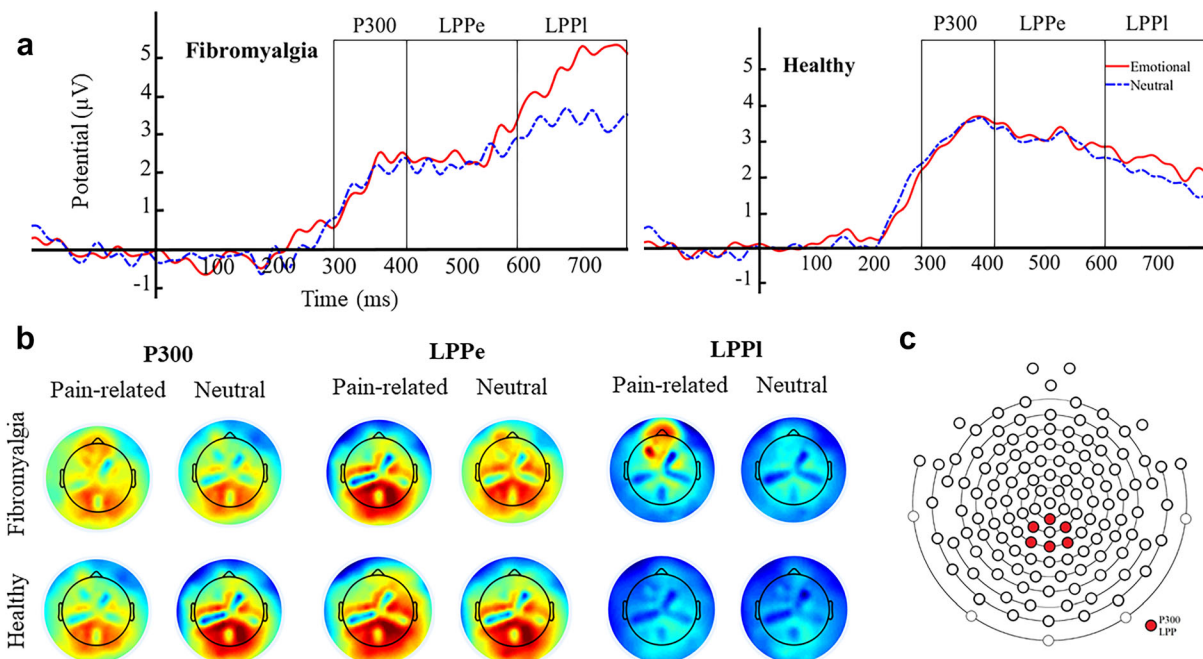 a
P300 LPPe LPPl
Fibromyalgia
5
4
3
2
1
-1
Potential (µV)
100 200 300 400 500 600 700
Time (ms)
P300 LPPe LPPl
Healthy
Emotional
Neutral
5
4
3
2
1
-1
100 200 300 400 500 600 700
b
P300 LPPe LPPl
Pain-related Neutral Pain-related Neutral Pain-related Neutral
Fibromyalgia
Healthy
c
P300
LPP